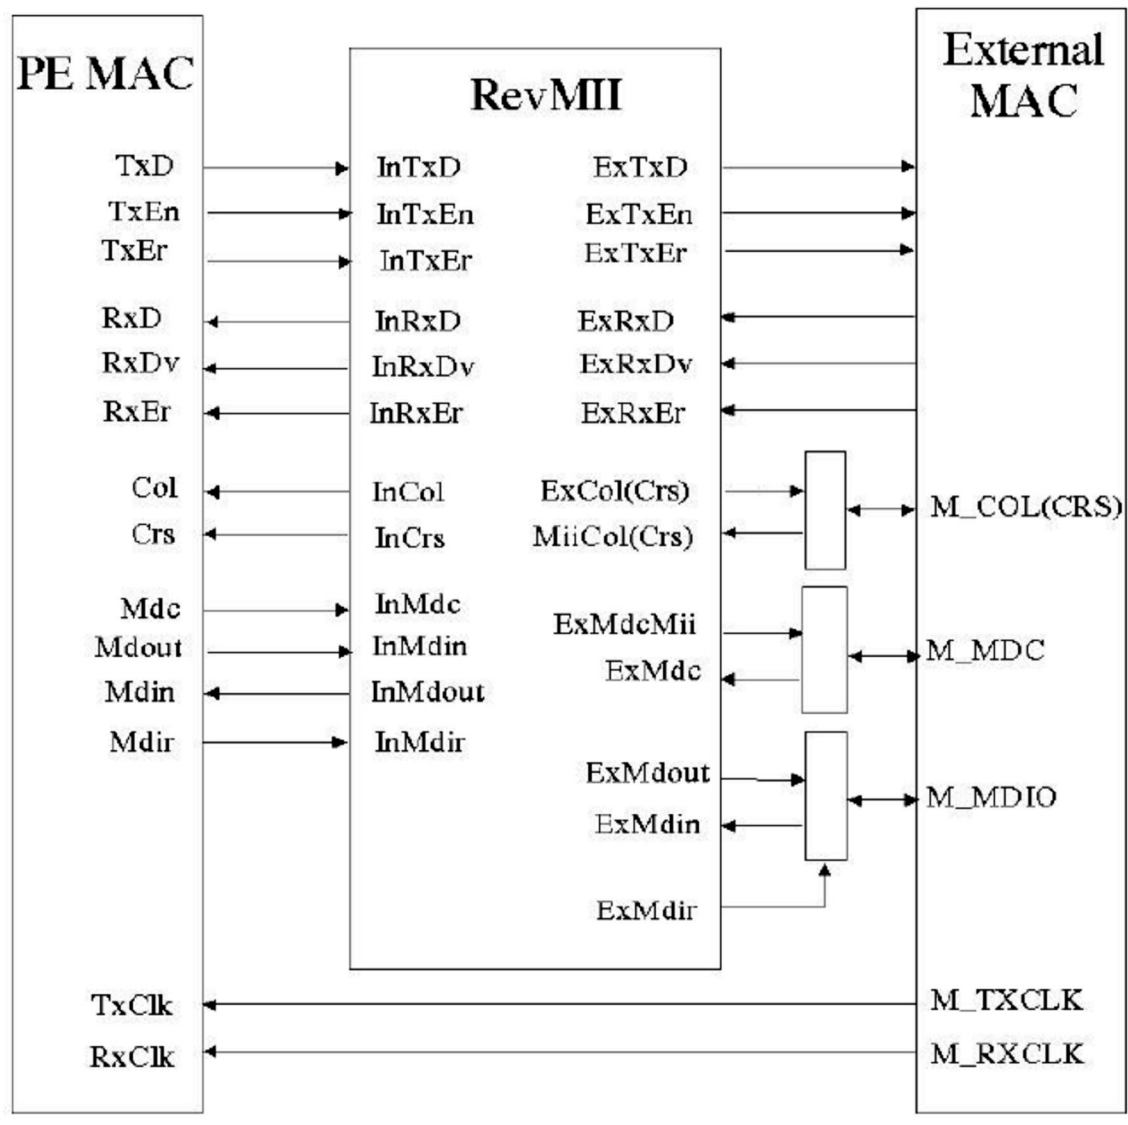 PE MAC
RevMII
External
MAC
TxD
InTxD
ExTxD
TxEn
InTxEn
ExTxEn
TxEr
InTxEr
ExTxEr
RxD
InRxD
ExRxD
RxDv
InRxDv
ExRxDv
RxEr
InRxEr
ExRxEr
Col
InCol
ExCol(Crs)
M_COL(CRS)
Crs
InCrs
MiiCol(Crs)
Mdc
InMdc
ExMdcMii
Mdout
InMdin
M_MDC
Mdin
InMdout
ExMdc
Mdir
InMdir
ExMdout
M_MDIO
ExMdin
ExMdir
TxClk
M_TXCLK
RxClk
M_RXCLK